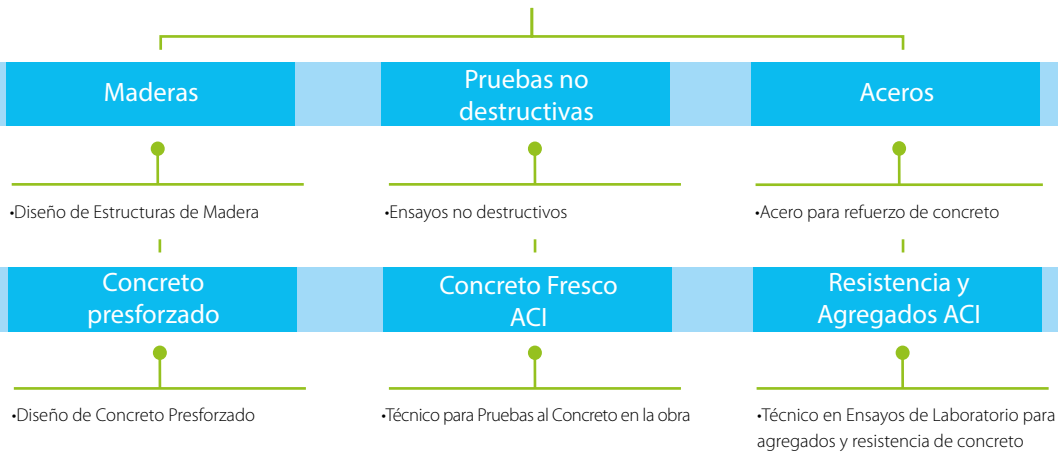 Maderas
Pruebas no
destructivas
Aceros
•Diseño de Estructuras de Madera
•Ensayos no destructivos
•Acero para refuerzo de concreto
Concreto
presforzado
Concreto Fresco
ACI
Resistencia y
Agregados ACI
•Diseño de Concreto Presforzado
•Técnico para Pruebas al Concreto en la obra
•Técnico en Ensayos de Laboratorio para
agregados y resistencia de concreto